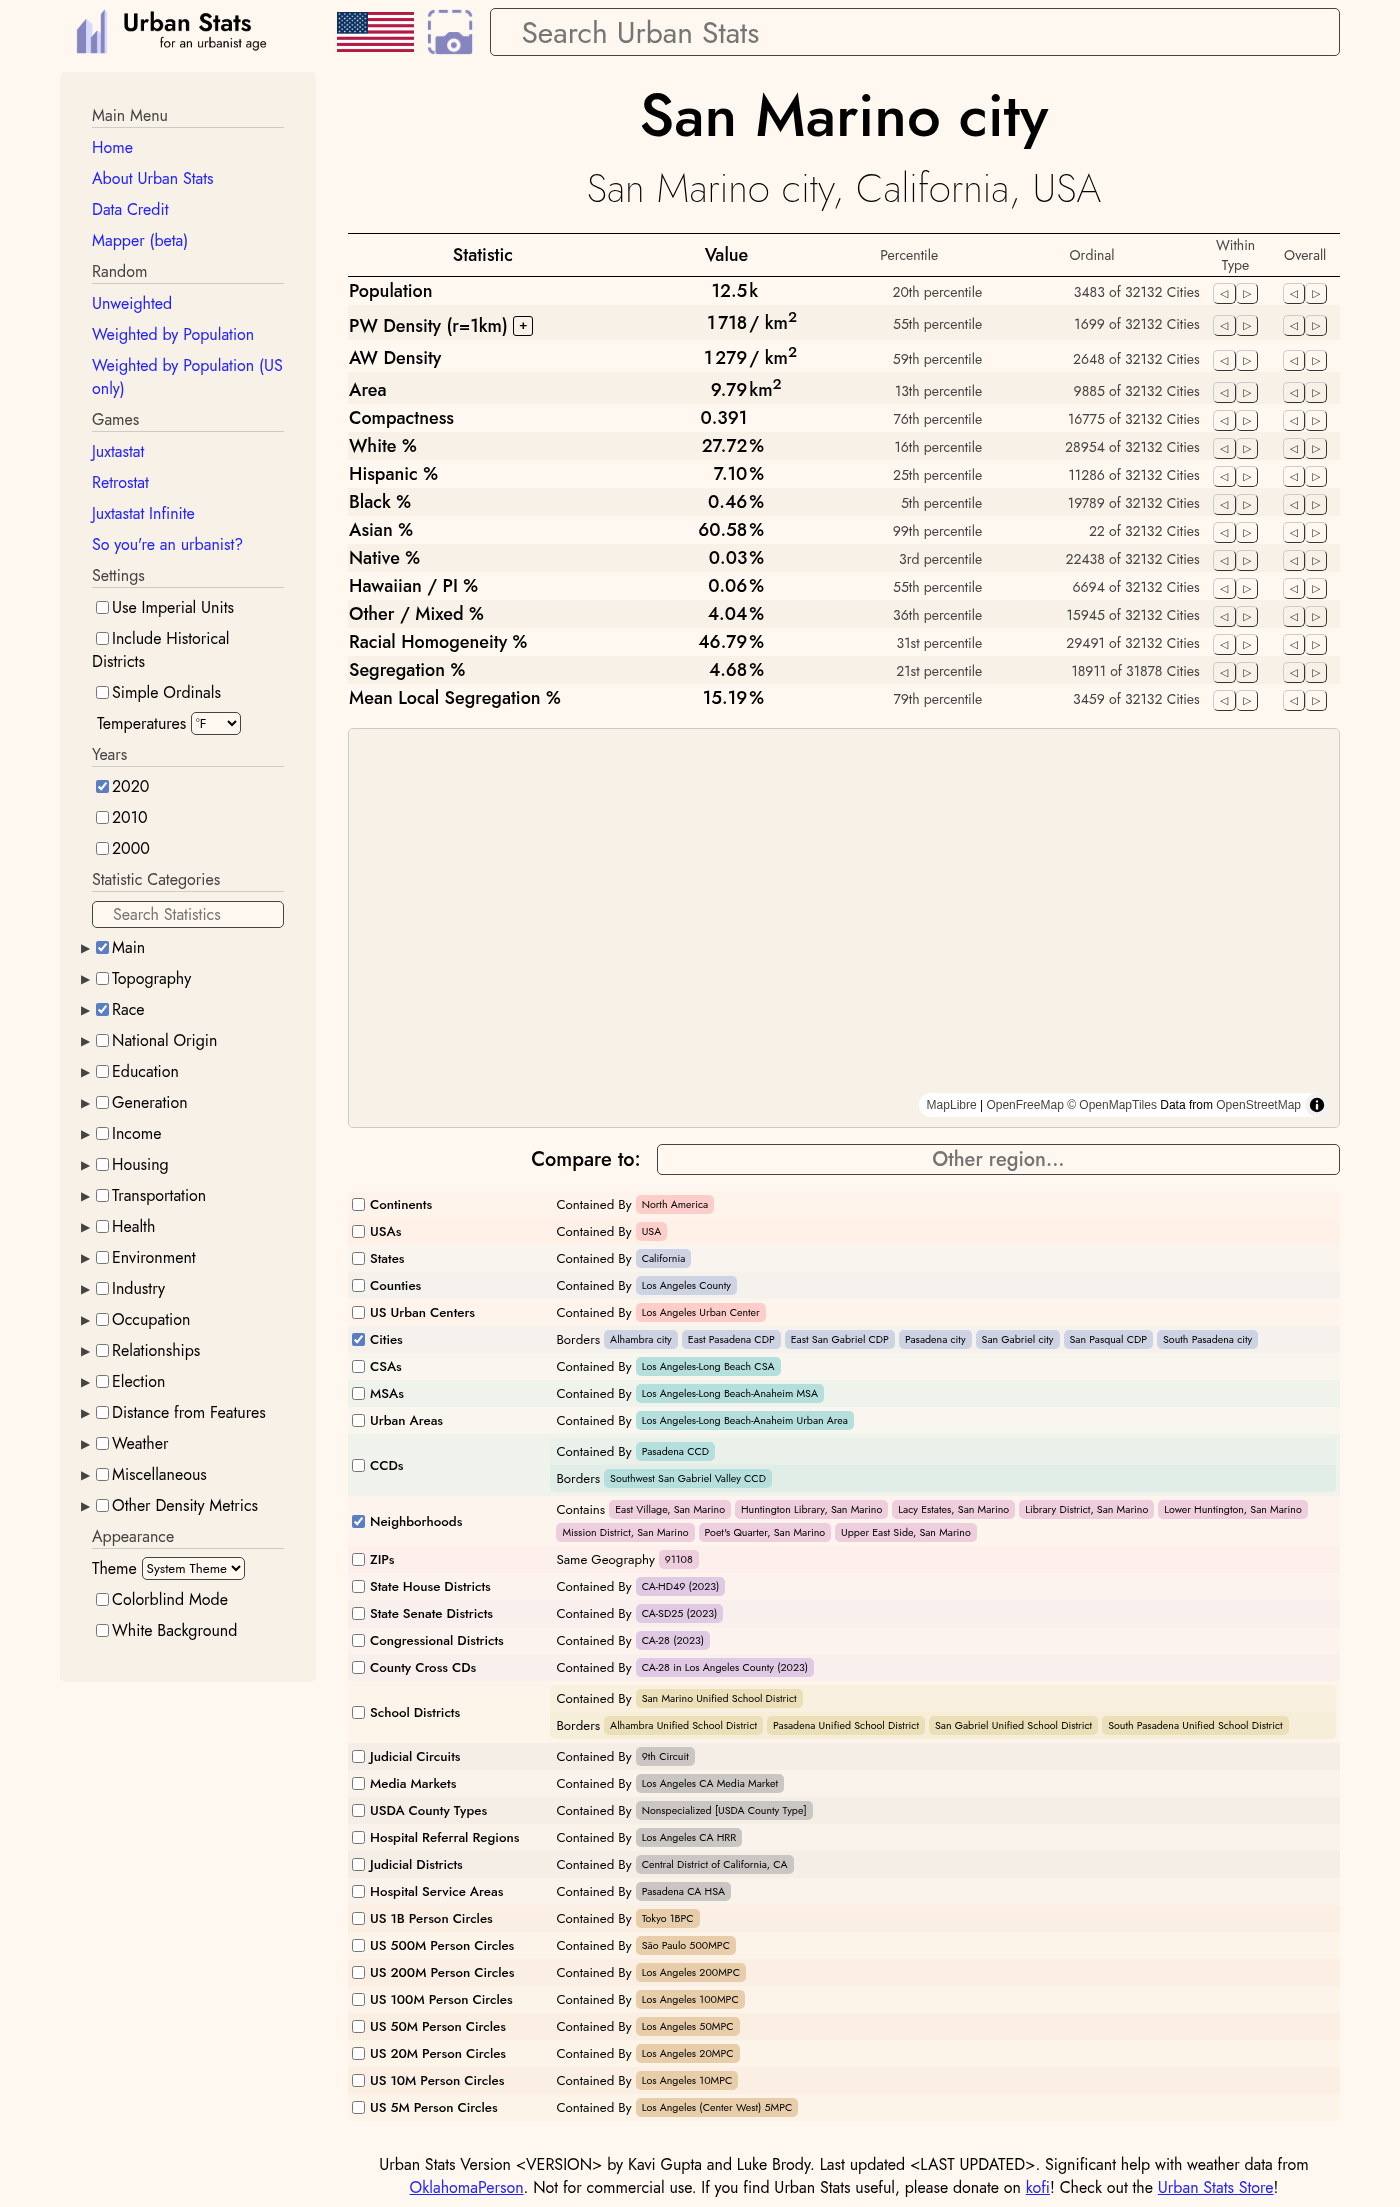 Urban Stats
for an urbanist age
Search Urban Stats
Main Menu
Home
About Urban Stats
Data Credit
Mapper (beta)
Random
Unweighted
Weighted by Population
Weighted by Population (US
only)
Games
Juxtastat
Retrostat
Juxtastat Infinite
So you're an urbanist?
Settings
Use Imperial Units
Include Historical
Districts
Simple Ordinals
Temperatures °F
Years
2020
2010
2000
Statistic Categories
Search Statistics
Main
Topography
Race
National Origin
Education
Generation
Income
Housing
Transportation
Health
Environment
Industry
Occupation
Relationships
Election
Distance from Features
Weather
Miscellaneous
Other Density Metrics
Appearance
Theme System Theme
Colorblind Mode
White Background
San Marino city
San Marino city, California, USA
Statistic Value Percentile Ordinal Within Type Overall
Population 12.5k 20th percentile 3483 of 32132 Cities
PW Density (r=1km) + 1 718 / km² 55th percentile 1699 of 32132 Cities
AW Density 1 279 / km² 59th percentile 2648 of 32132 Cities
Area 9.79 km² 13th percentile 9885 of 32132 Cities
Compactness 0.391 76th percentile 16775 of 32132 Cities
White % 27.72% 16th percentile 28954 of 32132 Cities
Hispanic % 7.10% 25th percentile 11286 of 32132 Cities
Black % 0.46% 5th percentile 19789 of 32132 Cities
Asian % 60.58% 99th percentile 22 of 32132 Cities
Native % 0.03% 3rd percentile 22438 of 32132 Cities
Hawaiian / PI % 0.06% 55th percentile 6694 of 32132 Cities
Other / Mixed % 4.04% 36th percentile 15945 of 32132 Cities
Racial Homogeneity % 46.79% 31st percentile 29491 of 32132 Cities
Segregation % 4.68% 21st percentile 18911 of 31878 Cities
Mean Local Segregation % 15.19% 79th percentile 3459 of 32132 Cities
MapLibre | OpenFreeMap © OpenMapTiles Data from OpenStreetMap
Compare to: Other region...
Continents Contained By North America
USAs Contained By USA
States Contained By California
Counties Contained By Los Angeles County
US Urban Centers Contained By Los Angeles Urban Center
Cities Borders Alhambra city East Pasadena CDP East San Gabriel CDP Pasadena city San Gabriel city San Pasqual CDP South Pasadena city
CSAs Contained By Los Angeles-Long Beach CSA
MSAs Contained By Los Angeles-Long Beach-Anaheim MSA
Urban Areas Contained By Los Angeles-Long Beach-Anaheim Urban Area
CCDs Contained By Pasadena CCD
Borders Southwest San Gabriel Valley CCD
Neighborhoods Contains East Village, San Marino Huntington Library, San Marino Lacy Estates, San Marino Library District, San Marino Lower Huntington, San Marino
Mission District, San Marino Poet's Quarter, San Marino Upper East Side, San Marino
ZIPs Same Geography 91108
State House Districts Contained By CA-HD49 (2023)
State Senate Districts Contained By CA-SD25 (2023)
Congressional Districts Contained By CA-28 (2023)
County Cross CDs Contained By CA-28 in Los Angeles County (2023)
School Districts Contained By San Marino Unified School District
Borders Alhambra Unified School District Pasadena Unified School District San Gabriel Unified School District South Pasadena Unified School District
Judicial Circuits Contained By 9th Circuit
Media Markets Contained By Los Angeles CA Media Market
USDA County Types Contained By Nonspecialized [USDA County Type]
Hospital Referral Regions Contained By Los Angeles CA HRR
Judicial Districts Contained By Central District of California, CA
Hospital Service Areas Contained By Pasadena CA HSA
US 1B Person Circles Contained By Tokyo 1BPC
US 500M Person Circles Contained By São Paulo 500MPC
US 200M Person Circles Contained By Los Angeles 200MPC
US 100M Person Circles Contained By Los Angeles 100MPC
US 50M Person Circles Contained By Los Angeles 50MPC
US 20M Person Circles Contained By Los Angeles 20MPC
US 10M Person Circles Contained By Los Angeles 10MPC
US 5M Person Circles Contained By Los Angeles (Center West) 5MPC
Urban Stats Version <VERSION> by Kavi Gupta and Luke Brody. Last updated <LAST UPDATED>. Significant help with weather data from
OklahomaPerson. Not for commercial use. If you find Urban Stats useful, please donate on kofi! Check out the Urban Stats Store!